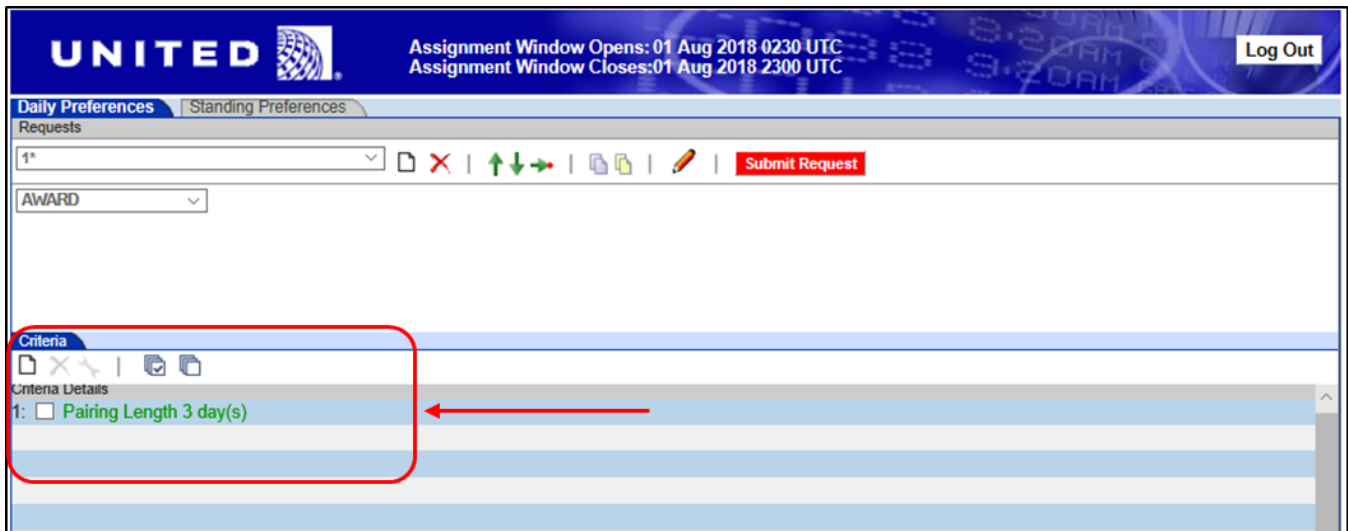 UNITED
Assignment Window Opens: 01 Aug 2018 0230 UTC
Assignment Window Closes:01 Aug 2018 2300 UTC
Log Out
Daily Preferences
Standing Preferences
Requests
1*
Submit Request
AWARD
Criteria
Criteria Details
1: Pairing Length 3 day(s)